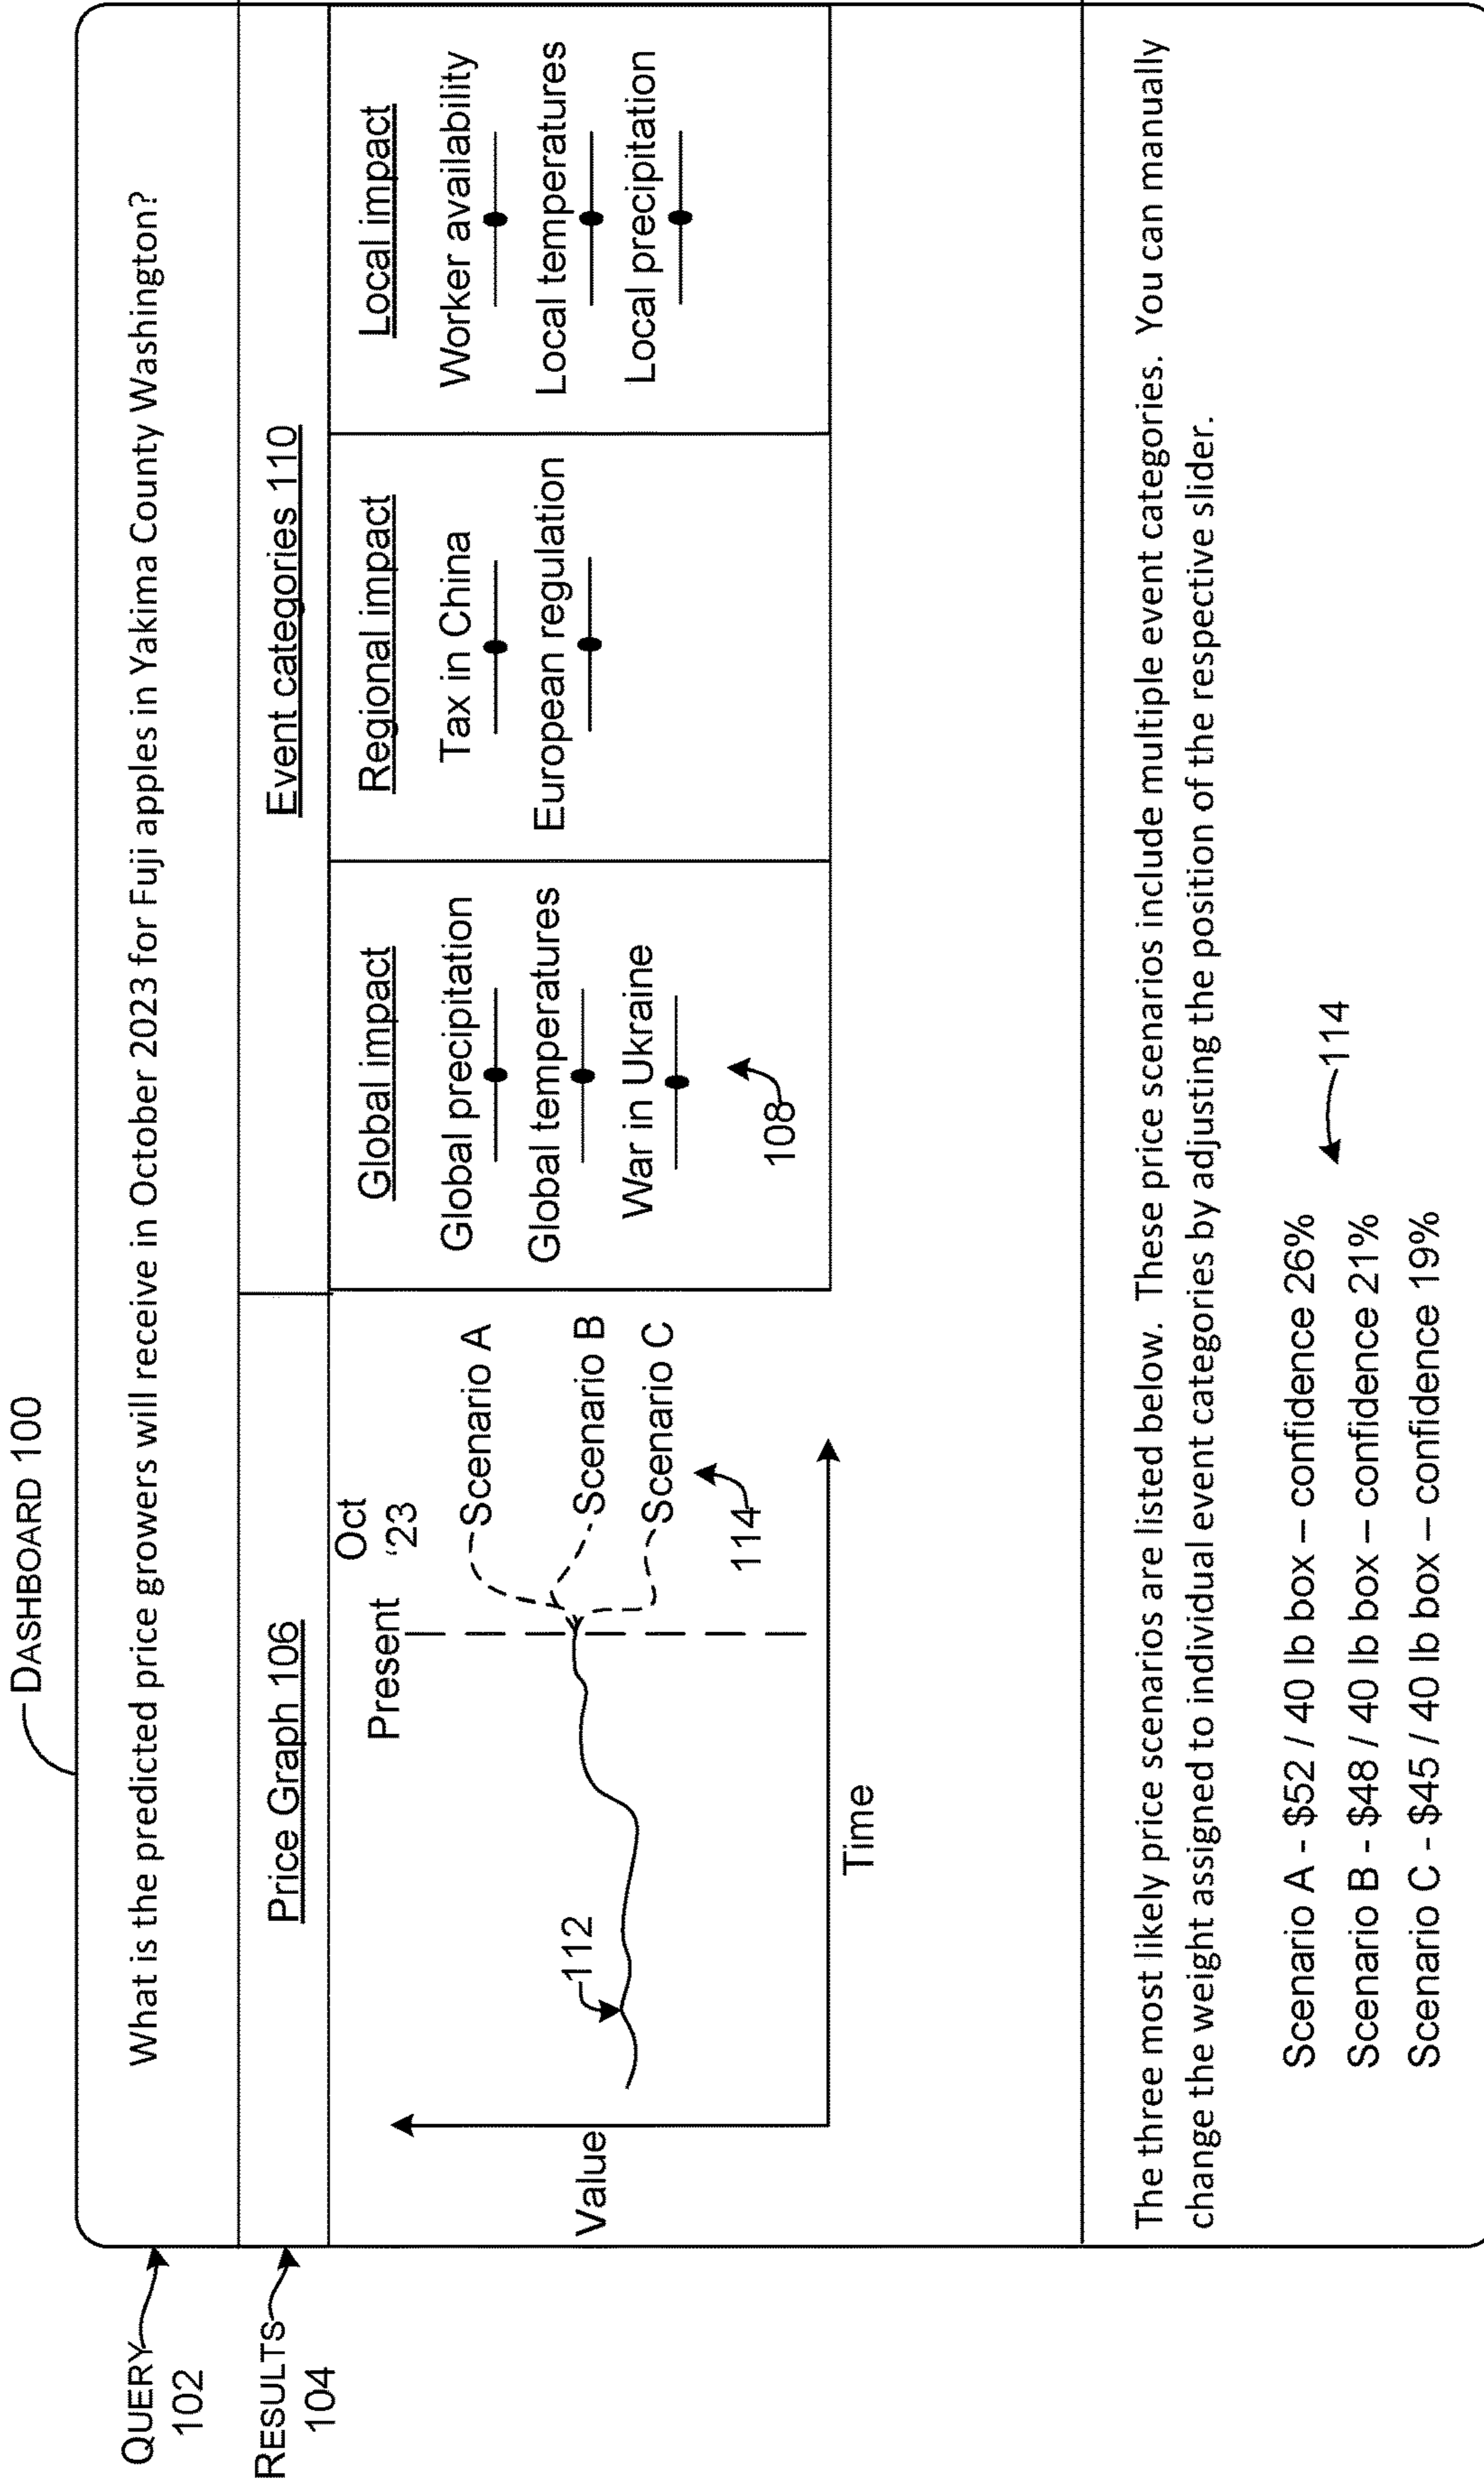 DASHBOARD 100
QUERY
102
What is the predicted price growers will receive in October 2023 for Fuji apples in Yakima County Washington?
RESULTS
104
Price Graph 106
Event categories 110
Value
Present
Oct
‘23
112
Scenario A
Scenario B
Scenario C
114
Time
Global impact
Global precipitation
Global temperatures
War in Ukraine
108
Regional impact
Tax in China
European regulation
Local impact
Worker availability
Local temperatures
Local precipitation
The three most likely price scenarios are listed below. These price scenarios include multiple event categories. You can manually
change the weight assigned to individual event categories by adjusting the position of the respective slider.
Scenario A - $52 / 40 lb box – confidence 26%
Scenario B - $48 / 40 lb box – confidence 21%
Scenario C - $45 / 40 lb box – confidence 19%
114